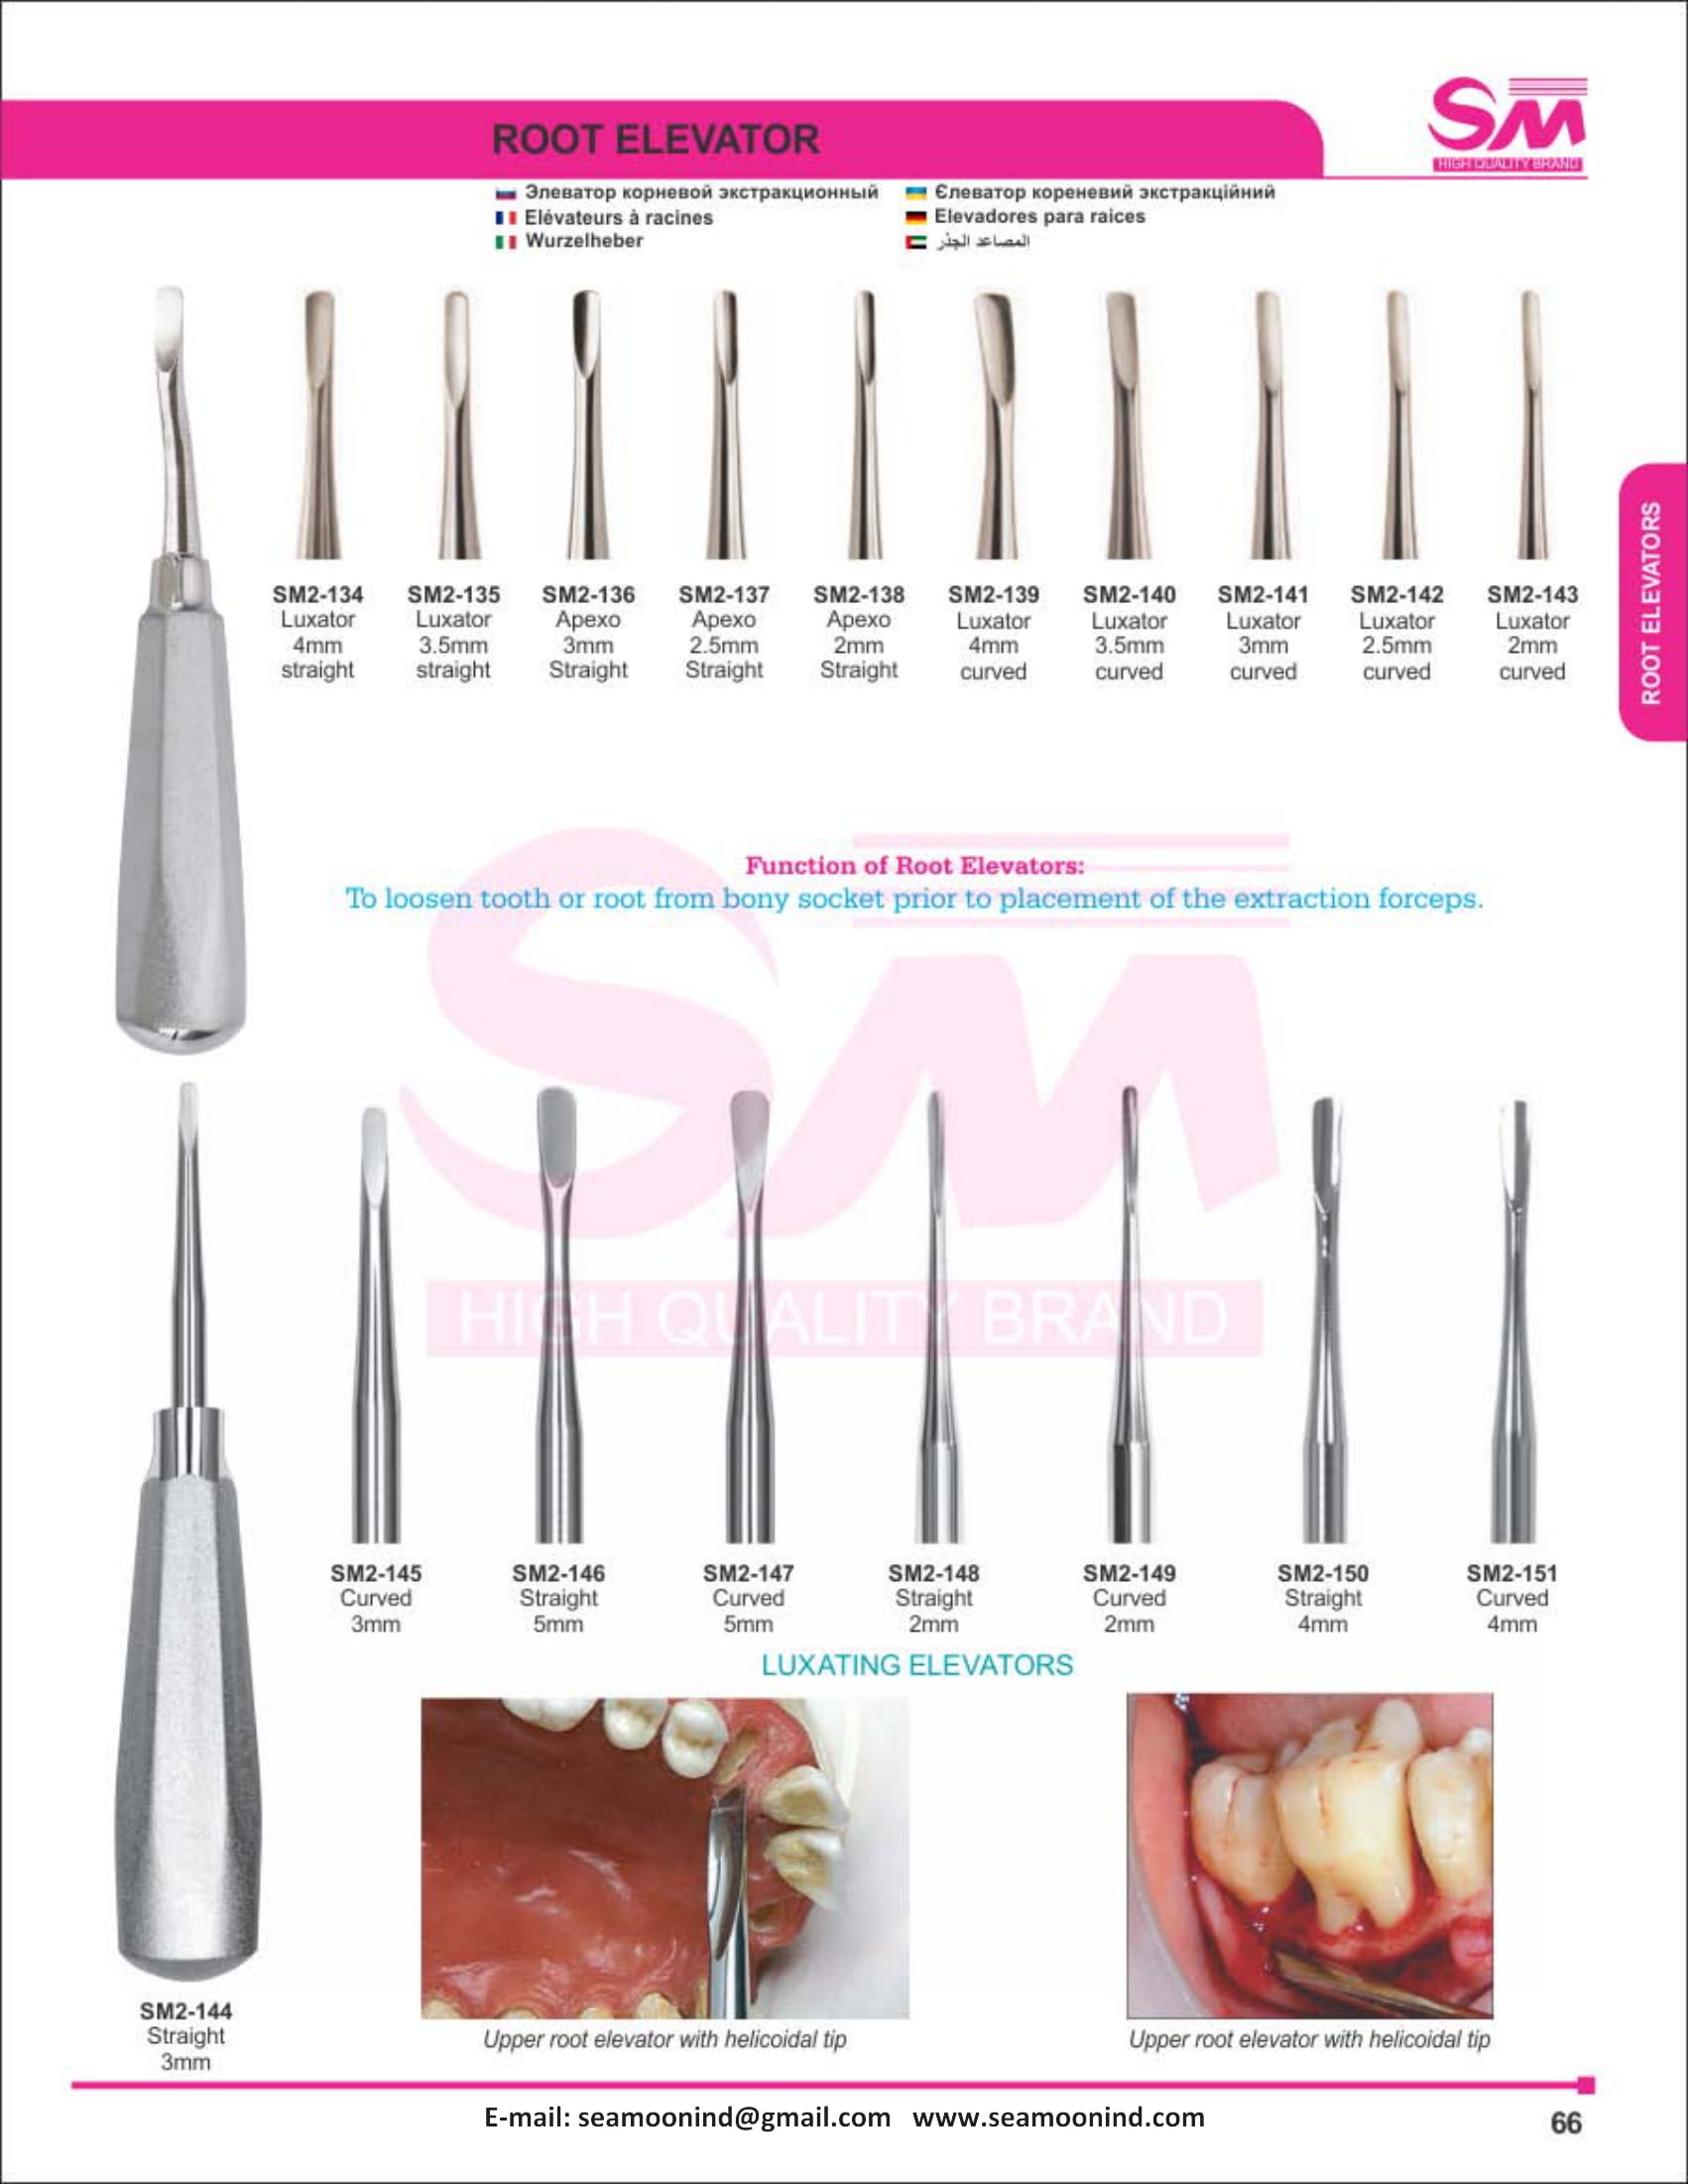 SM
HIGH QUALITY BRAND
ROOT ELEVATOR
Элеватор корневой экстракционный
Єлеватор кореневий экстракційний
Elévateurs à racines
Elevadores para raices
Wurzelheber
المصاعد الجذر
ROOT ELEVATORS
SM2-134 SM2-135 SM2-136 SM2-137 SM2-138 SM2-139 SM2-140 SM2-141 SM2-142 SM2-143
Luxator Luxator Apexo Apexo Apexo Luxator Luxator Luxator Luxator Luxator
4mm 3.5mm 3mm 2.5mm 2mm 4mm 3.5mm 3mm 2.5mm 2mm
straight straight Straight Straight Straight curved curved curved curved curved
Function of Root Elevators:
To loosen tooth or root from bony socket prior to placement of the extraction forceps.
SM
HIGH QUALITY BRAND
SM2-145 SM2-146 SM2-147 SM2-148 SM2-149 SM2-150 SM2-151
Curved Straight Curved Straight Curved Straight Curved
3mm 5mm 5mm 2mm 2mm 4mm 4mm
LUXATING ELEVATORS
SM2-144
Straight
3mm
Upper root elevator with helicoidal tip
Upper root elevator with helicoidal tip
E-mail: seamoonind@gmail.com www.seamoonind.com
66